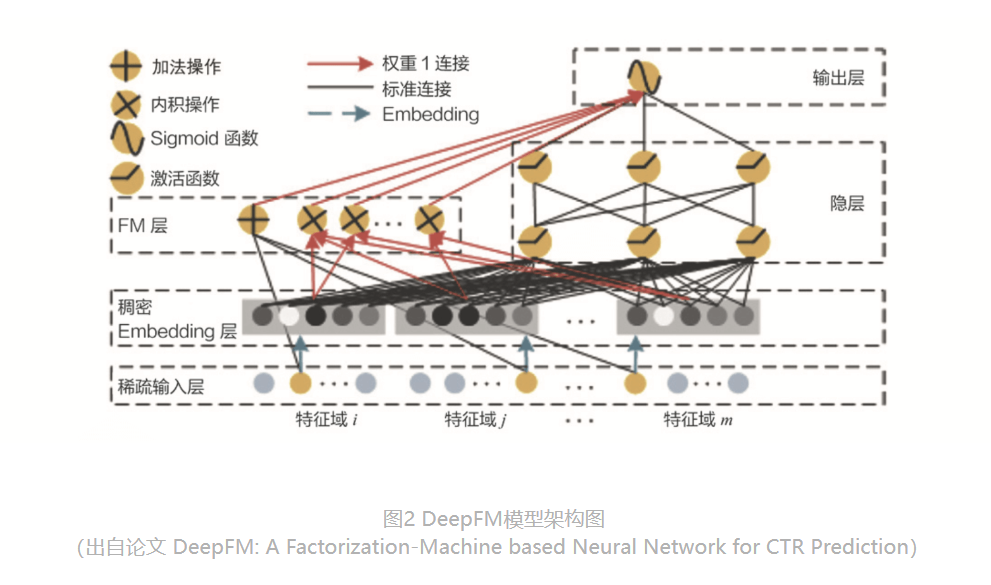 加法操作
内积操作
Sigmoid 函数
激活函数
权重 1 连接
标准连接
Embedding
输出层
隐层
FM 层
稠密
Embedding 层
稀疏输入层
特征域 i
特征域 j
特征域 m
图2 DeepFM模型架构图
(出自论文 DeepFM: A Factorization-Machine based Neural Network for CTR Prediction)